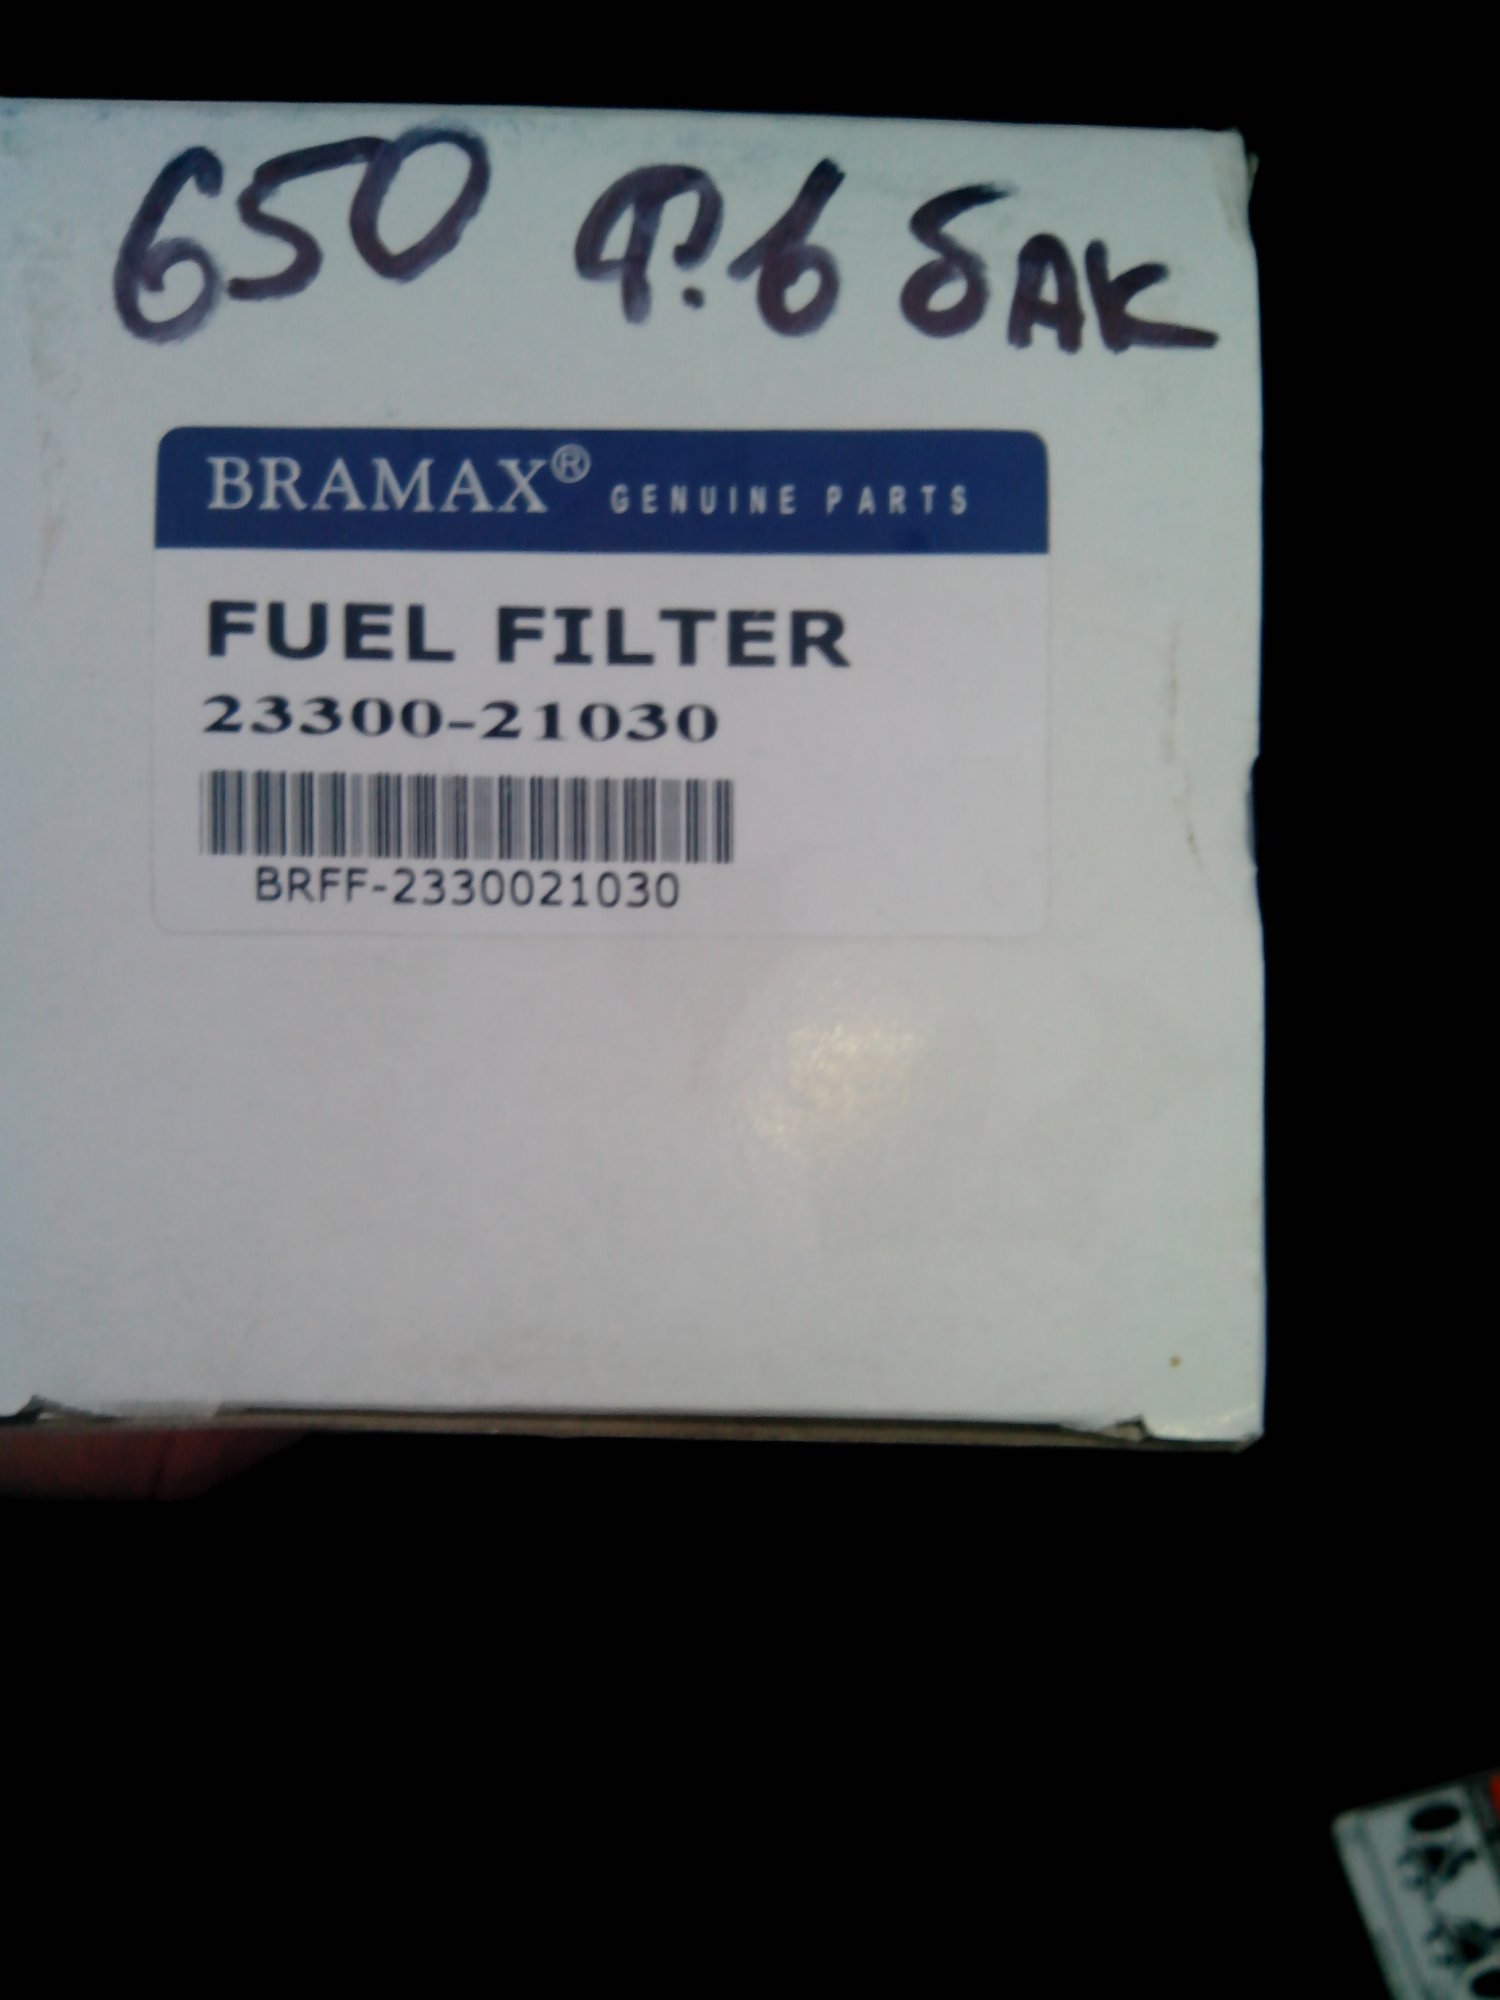 650 Ф. в бак
BRAMAX® GENUINE PARTS
FUEL FILTER
23300-21030
BRFF-2330021030